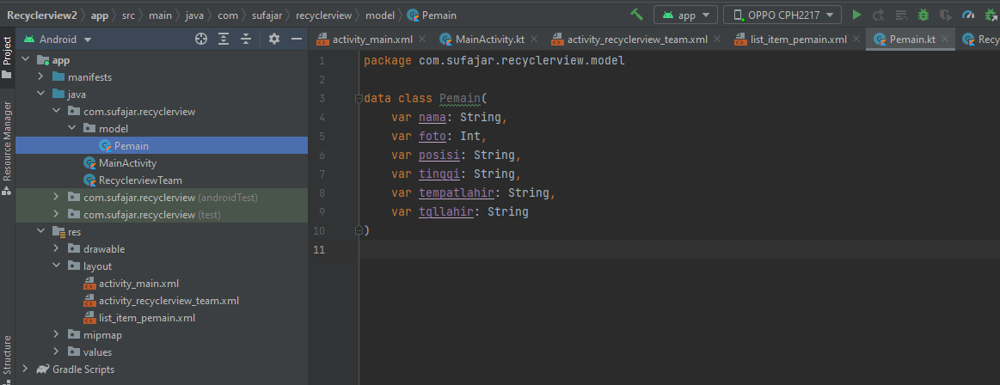 Recyclerview2 › app › src › main › java › com › sufajar › recyclerview › model › Pemain
app
OPPO CPH2217
Project
Resource Manager
Structure
Android
activity_main.xml
MainActivity.kt
activity_recyclerview_team.xml
list_item_pemain.xml
Pemain.kt
Recy
app
manifests
java
com.sufajar.recyclerview
model
Pemain
MainActivity
RecyclerviewTeam
com.sufajar.recyclerview (androidTest)
com.sufajar.recyclerview (test)
res
drawable
layout
activity_main.xml
activity_recyclerview_team.xml
list_item_pemain.xml
mipmap
values
Gradle Scripts
1 package com.sufajar.recyclerview.model
2
3 data class Pemain(
4 var nama: String,
5 var foto: Int,
6 var posisi: String,
7 var tinggi: String,
8 var tempatlahir: String,
9 var tgllahir: String
10 )
11